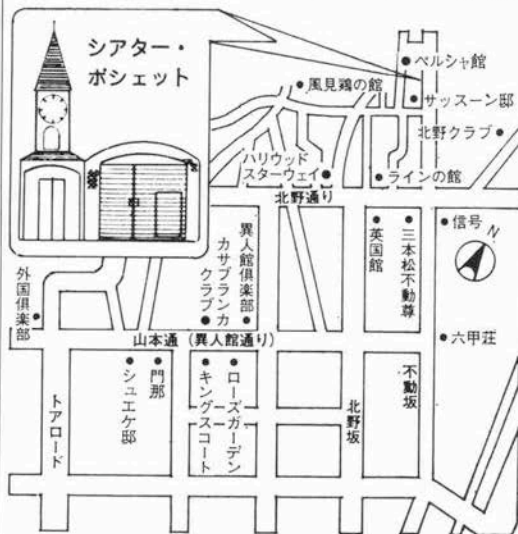 シアター・
ポシェット
ペルシャ館
風見鶏の館
サッスーン邸
北野クラブ
ハリウッド
スターウェイ
ラインの館
北野通り
異人館倶楽部
カサブランカ
クラブ
英国館
三本松不動尊
信号
N
外国倶楽部
六甲荘
山本通（異人館通り）
トアロード
シュエケ邸
門那
キングスコート
ローズガーデン
北野坂
不動坂